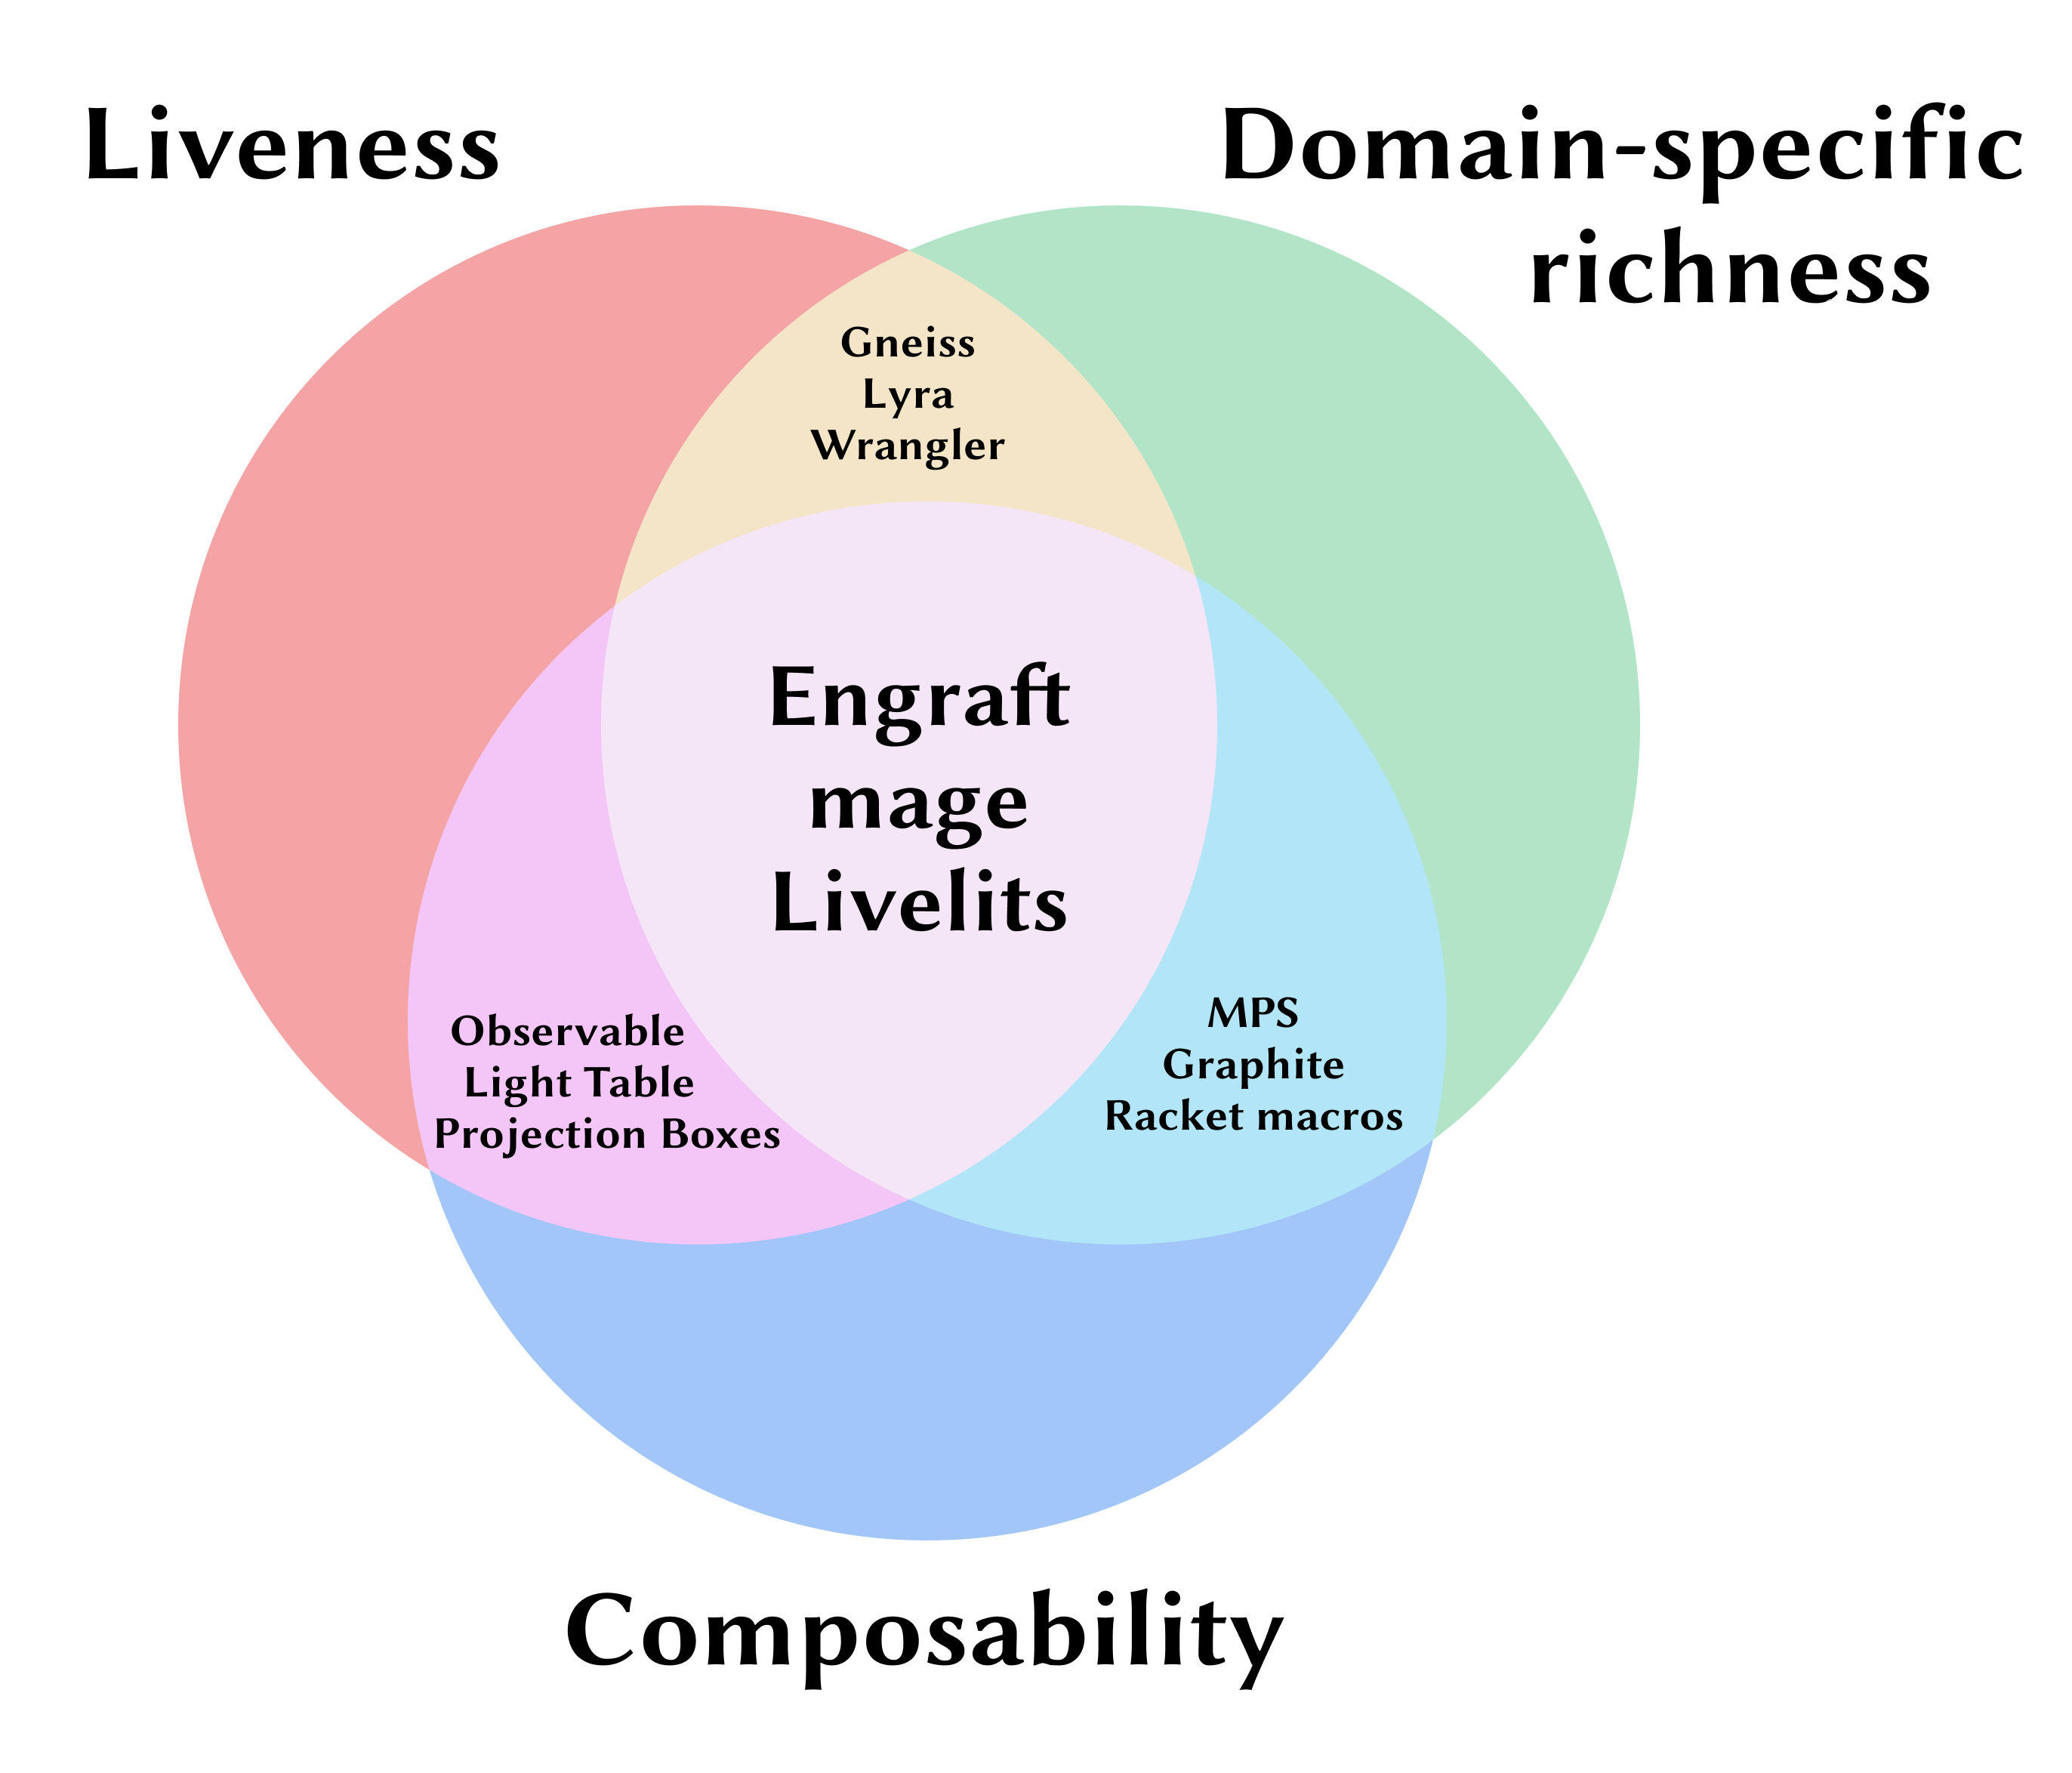 Liveness
Domain-specific
richness
Gneiss
Lyra
Wrangler
Engraft
mage
Livelits
Observable
Light Table
Projection Boxes
MPS
Graphite
Racket macros
Composability